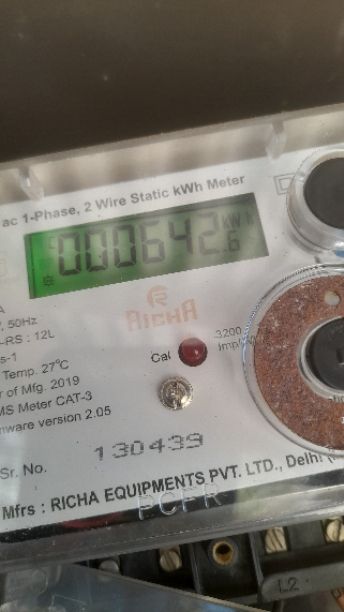 ac 1-Phase, 2 Wire Static kWh Meter
000642.6 kWh
RICHA
50Hz
-RS : 12L
s-1
Temp. 27°C
r of Mfg. 2019
MS Meter CAT-3
mware version 2.05
Cal
3200
Imp/
Sr. No. 130439
Mfrs : RICHA EQUIPMENTS PVT. LTD., Delhi
L2